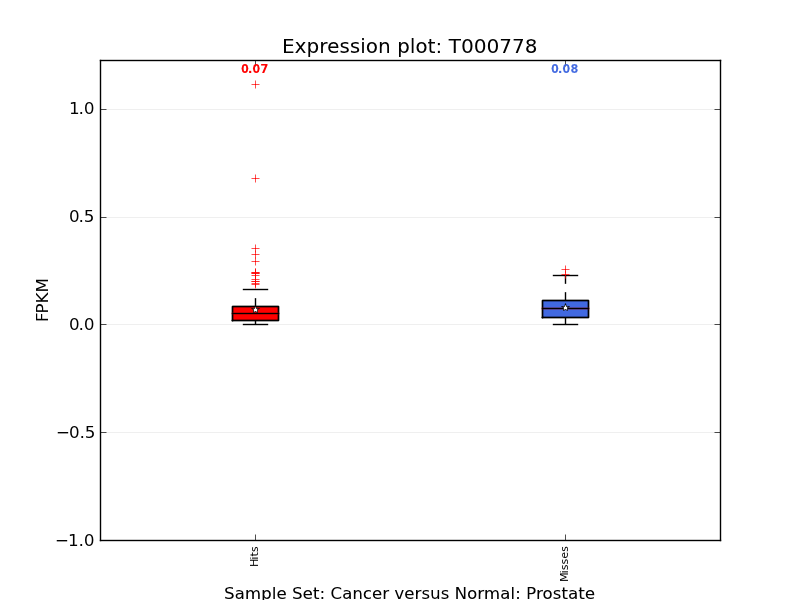 Expression plot: T000778
0.07
0.08
1.0
0.5
0.0
−0.5
−1.0
FPKM
Hits
Misses
Sample Set: Cancer versus Normal: Prostate